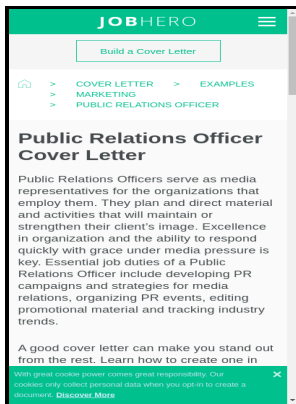 JOBHERO
Build a Cover Letter
> COVER LETTER > EXAMPLES
> MARKETING
> PUBLIC RELATIONS OFFICER
Public Relations Officer
Cover Letter
Public Relations Officers serve as media
representatives for the organizations that
employ them. They plan and direct material
and activities that will maintain or
strengthen their client's image. Excellence
in organization and the ability to respond
quickly with grace under media pressure is
key. Essential job duties of a Public
Relations Officer include developing PR
campaigns and strategies for media
relations, organizing PR events, editing
promotional material and tracking industry
trends.
A good cover letter can make you stand out
from the rest. Learn how to create one in
With great cookie power comes great responsibility. Our
cookies only collect personal data when you opt-in to create a
document. Discover More